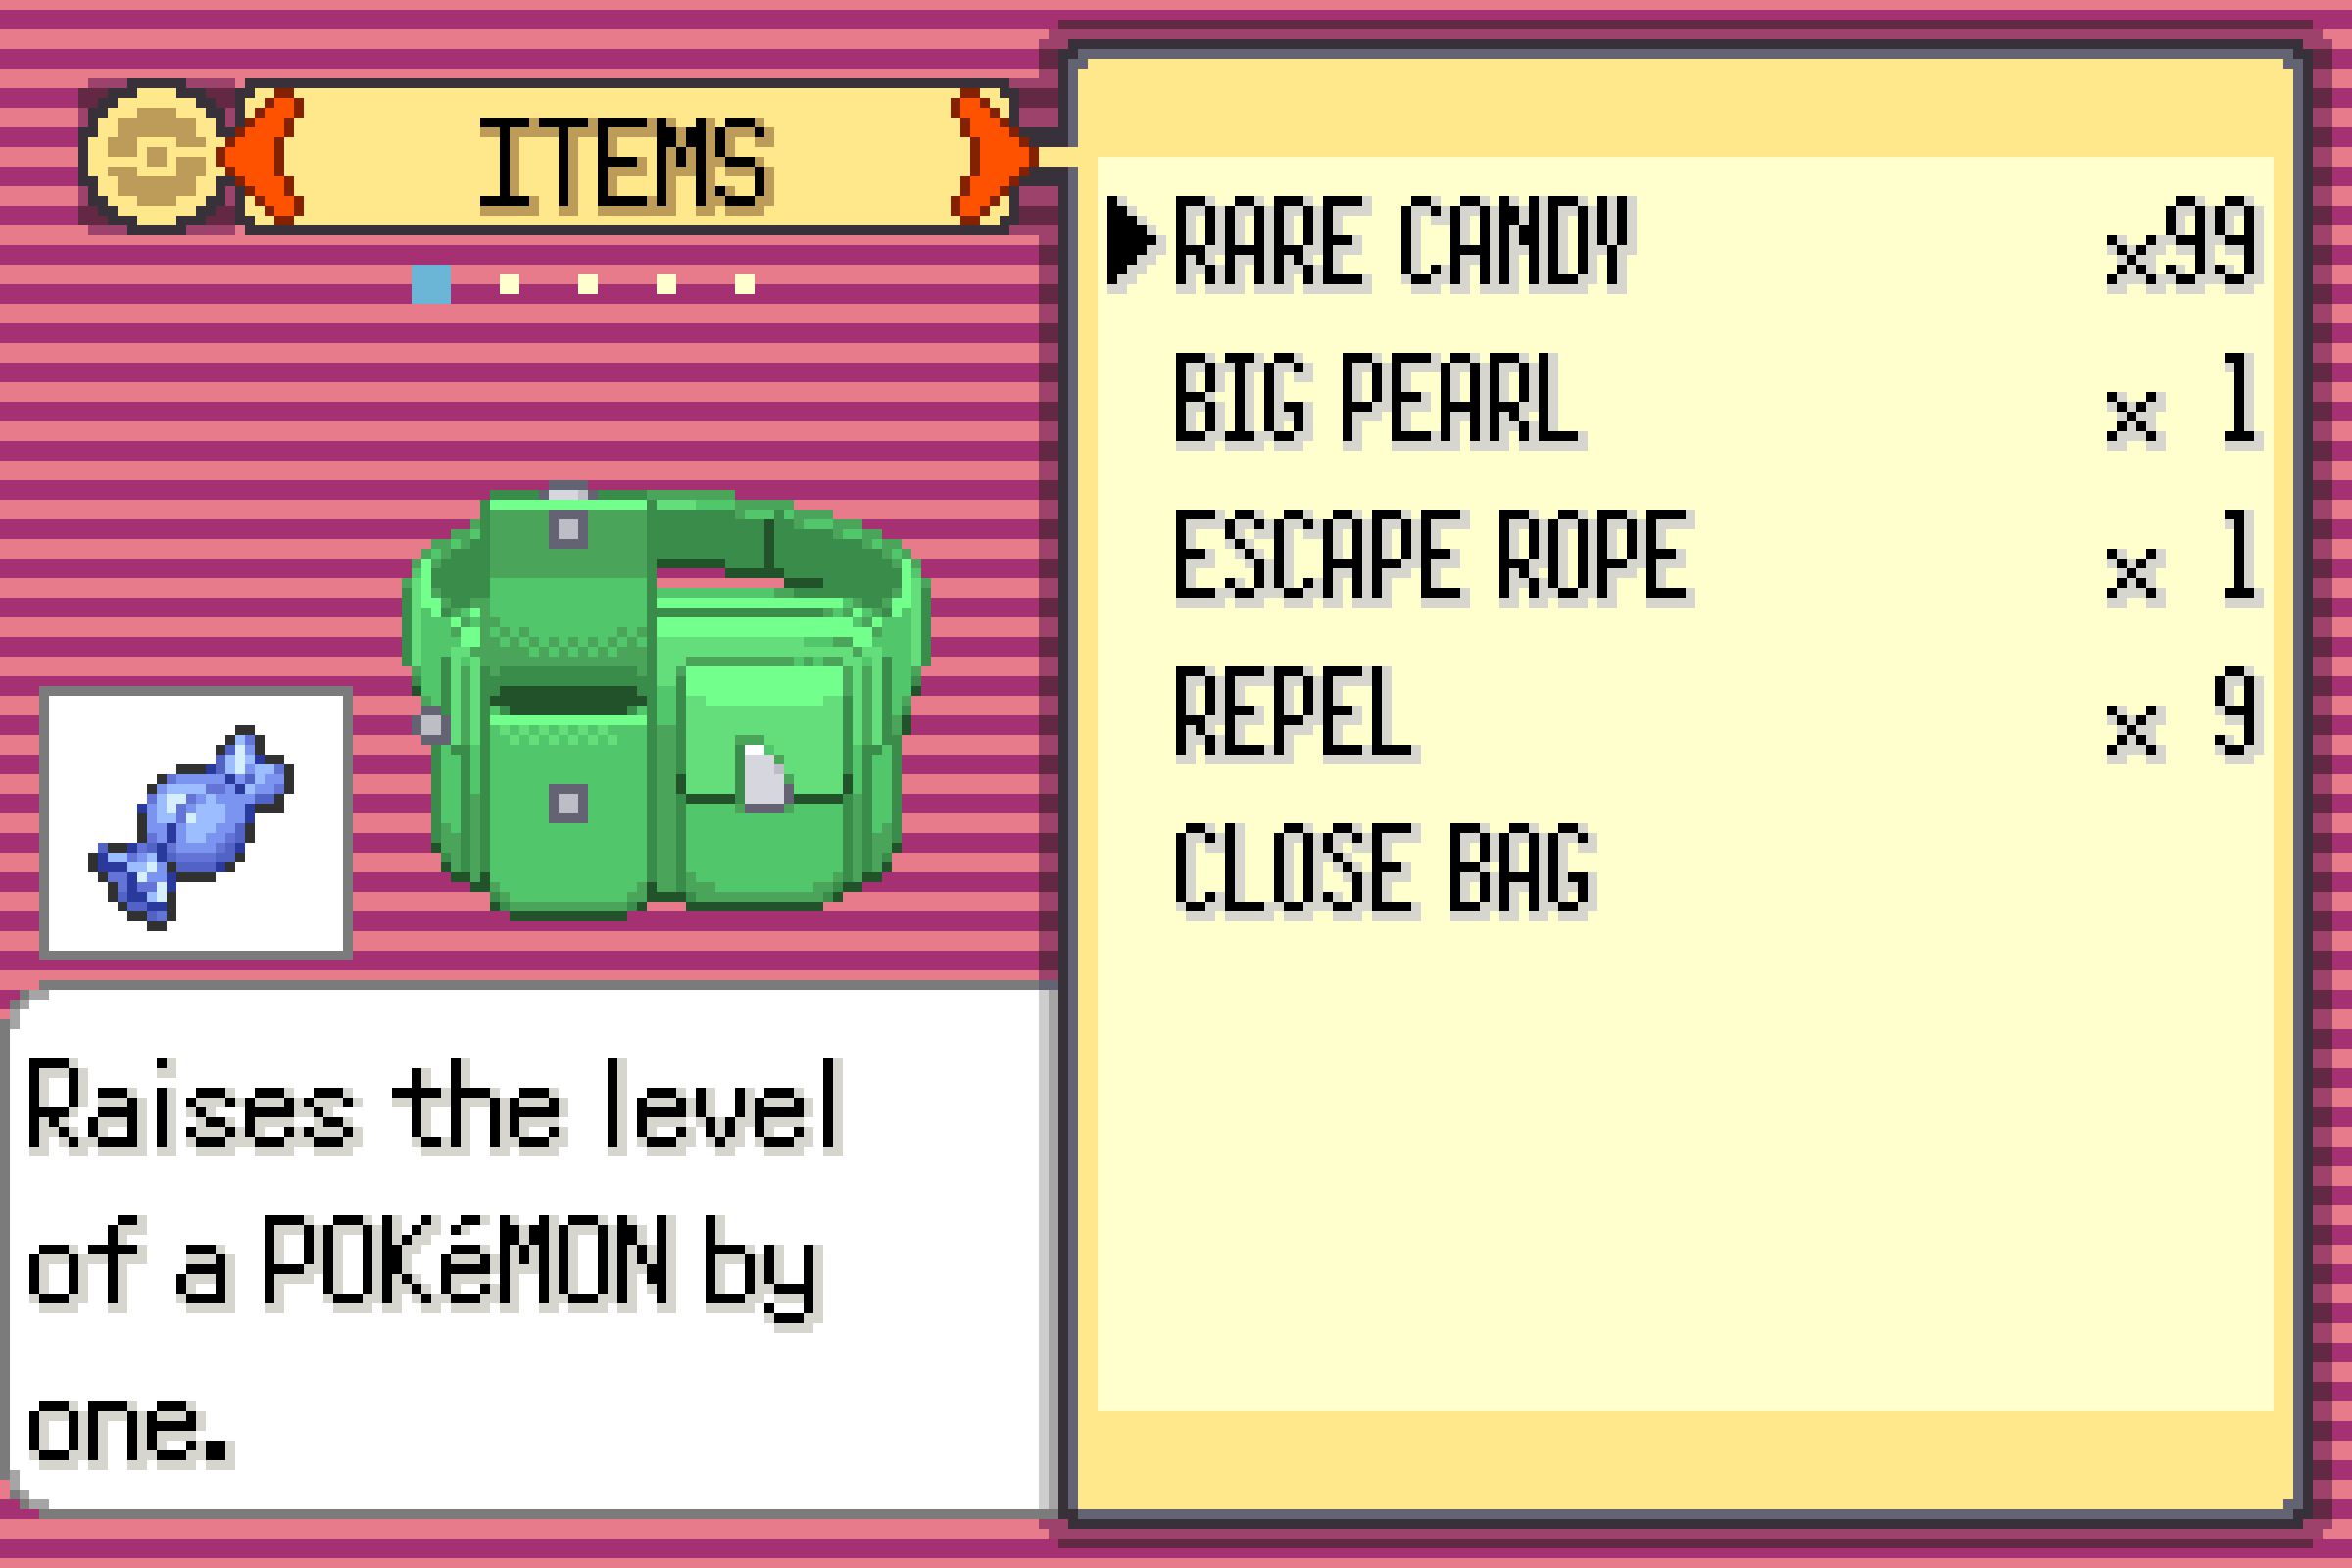 ITEMS
RARE CANDY ×99
BIG PEARL × 1
ESCAPE ROPE × 1
REPEL × 9
CLOSE BAG
Raises the level
of a POKéMON by
one.